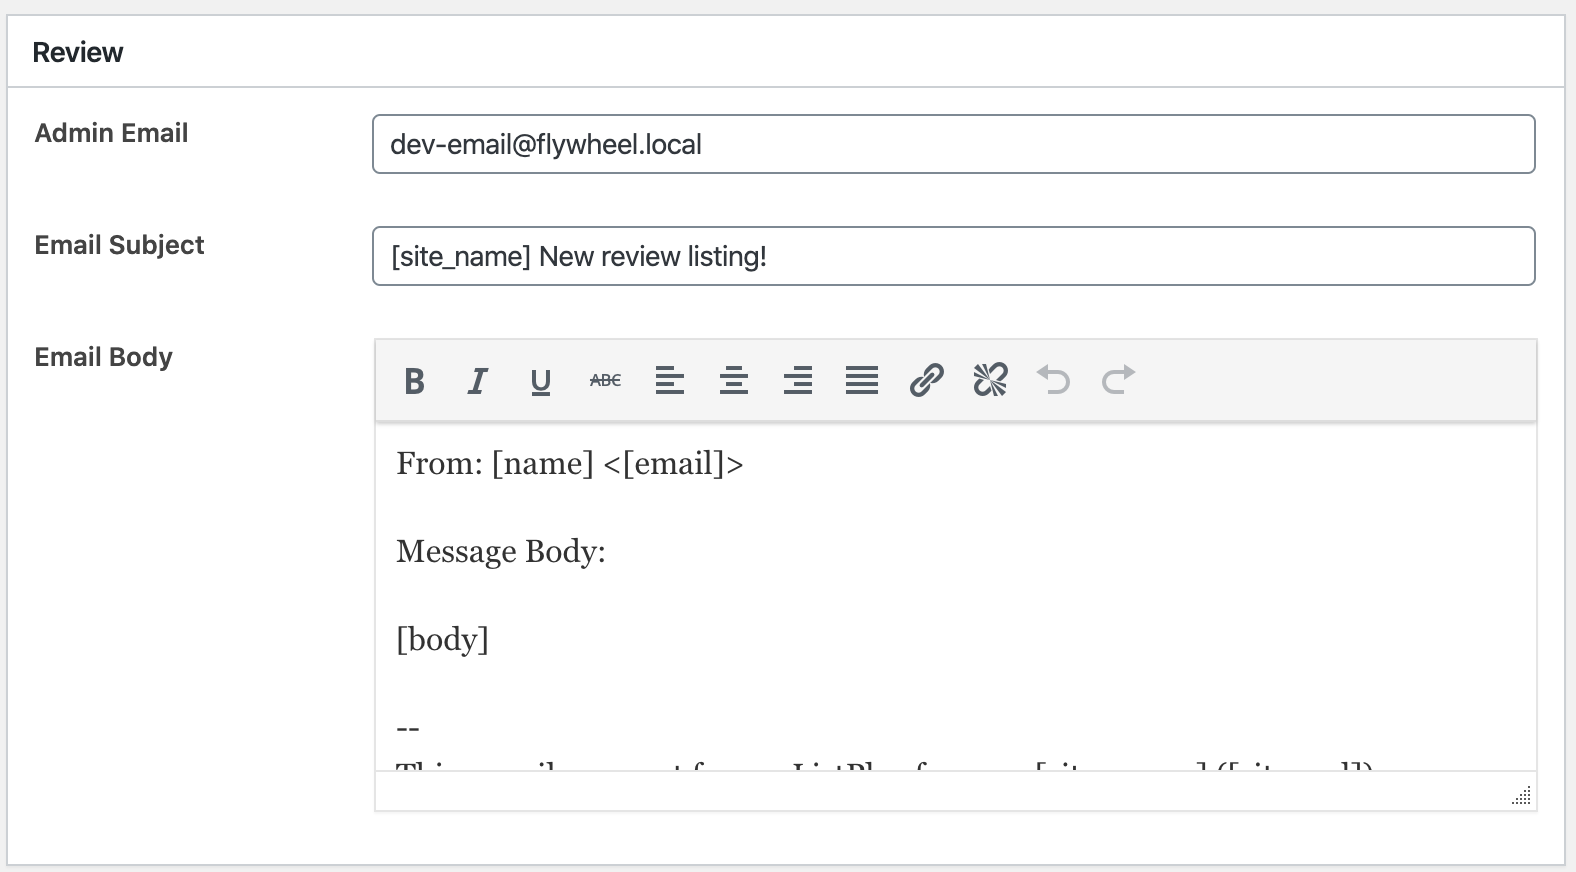 Review
Admin Email
dev-email@flywheel.local
Email Subject
[site_name] New review listing!
Email Body
B I U ABC
From: [name] <[email]>
Message Body:
[body]
--